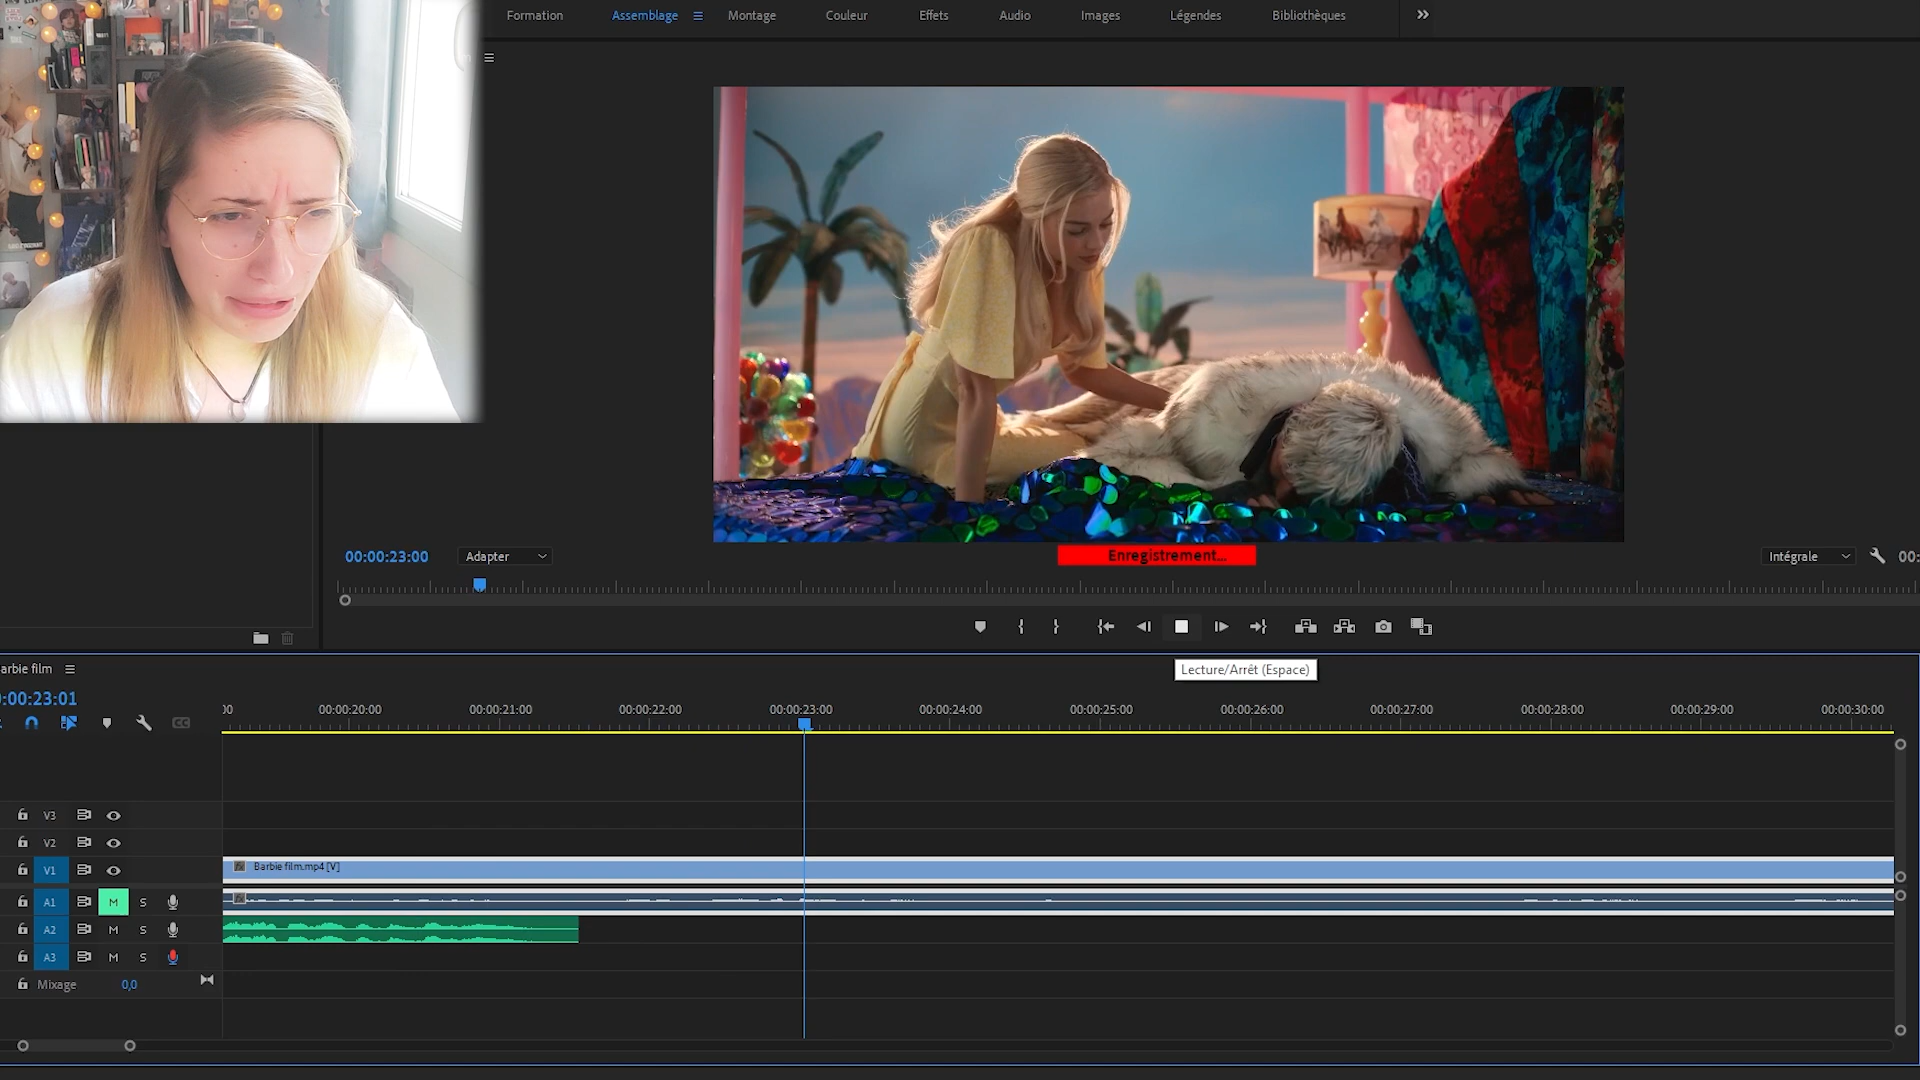 Formation Assemblage Montage Couleur Effets Audio Images Légendes Bibliothèques
00:00:23:00 Adapter
Enregistrement...
Intégrale 00:
Lecture/Arrêt (Espace)
arbie film
:00:23:01
00 00:00:20:00 00:00:21:00 00:00:22:00 00:00:23:00 00:00:24:00 00:00:25:00 00:00:26:00 00:00:27:00 00:00:28:00 00:00:29:00 00:00:30:00
V3
V2
V1 fx Barbie film.mp4 [V]
A1 M S
A2 M S
A3 M S
Mixage 0,0